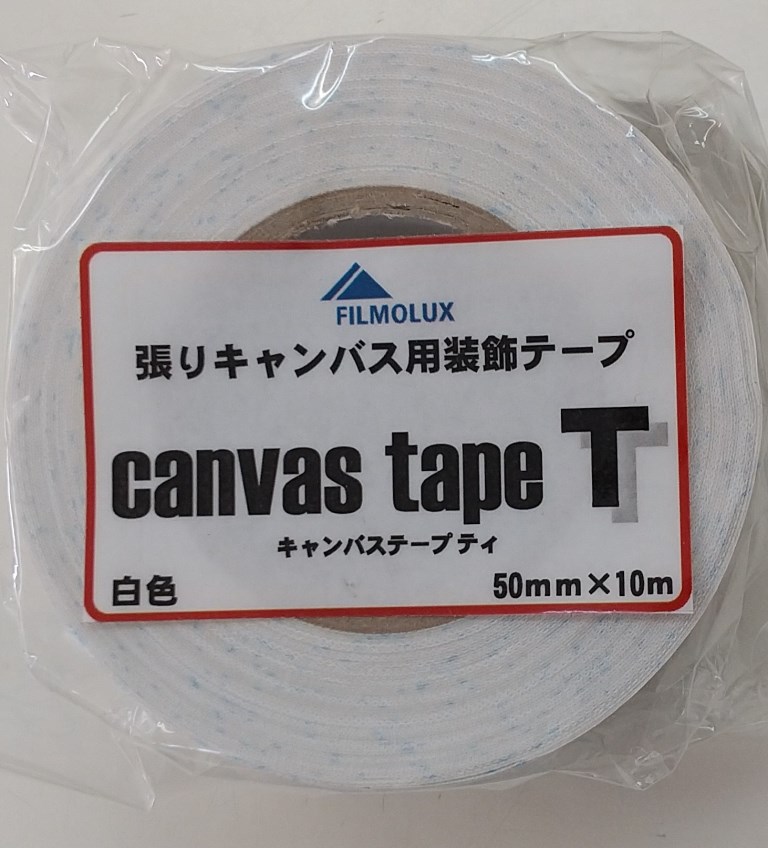 FILMOLUX
張りキャンバス用装飾テープ
canvas tape T
キャンバステープ ティ
白色 50mm×10m